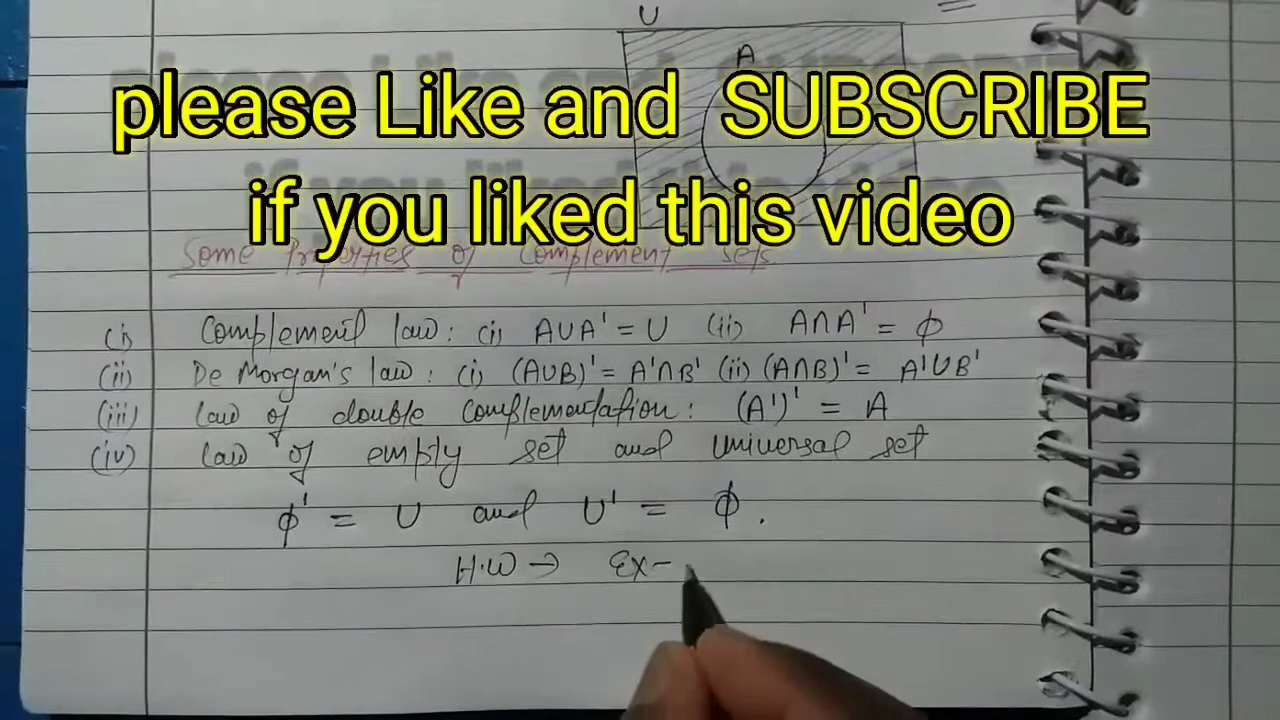 U
A
please Like and SUBSCRIBE
if you liked this video
Some Properties of Complement sets
(i) Complement law: (i) A∪A' = U (ii) A∩A' = ϕ
(ii) De Morgan's law: (i) (A∪B)' = A'∩B' (ii) (A∩B)' = A'∪B'
(iii) law of double complementation: (A')' = A
(iv) law of empty set and universal set
ϕ' = U and U' = ϕ.
H.W → Ex-